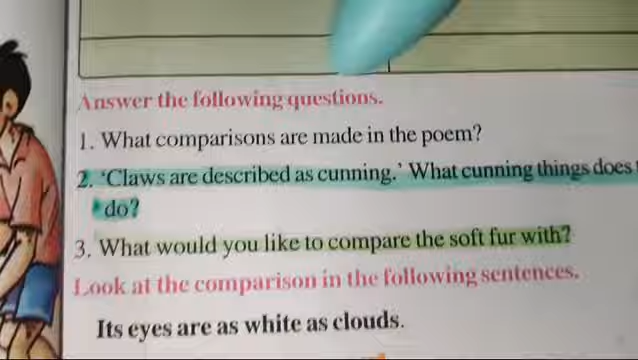 Answer the following questions.
1. What comparisons are made in the poem?
2. ‘Claws are described as cunning.’ What cunning things does
do?
3. What would you like to compare the soft fur with?
Look at the comparison in the following sentences.
Its eyes are as white as clouds.